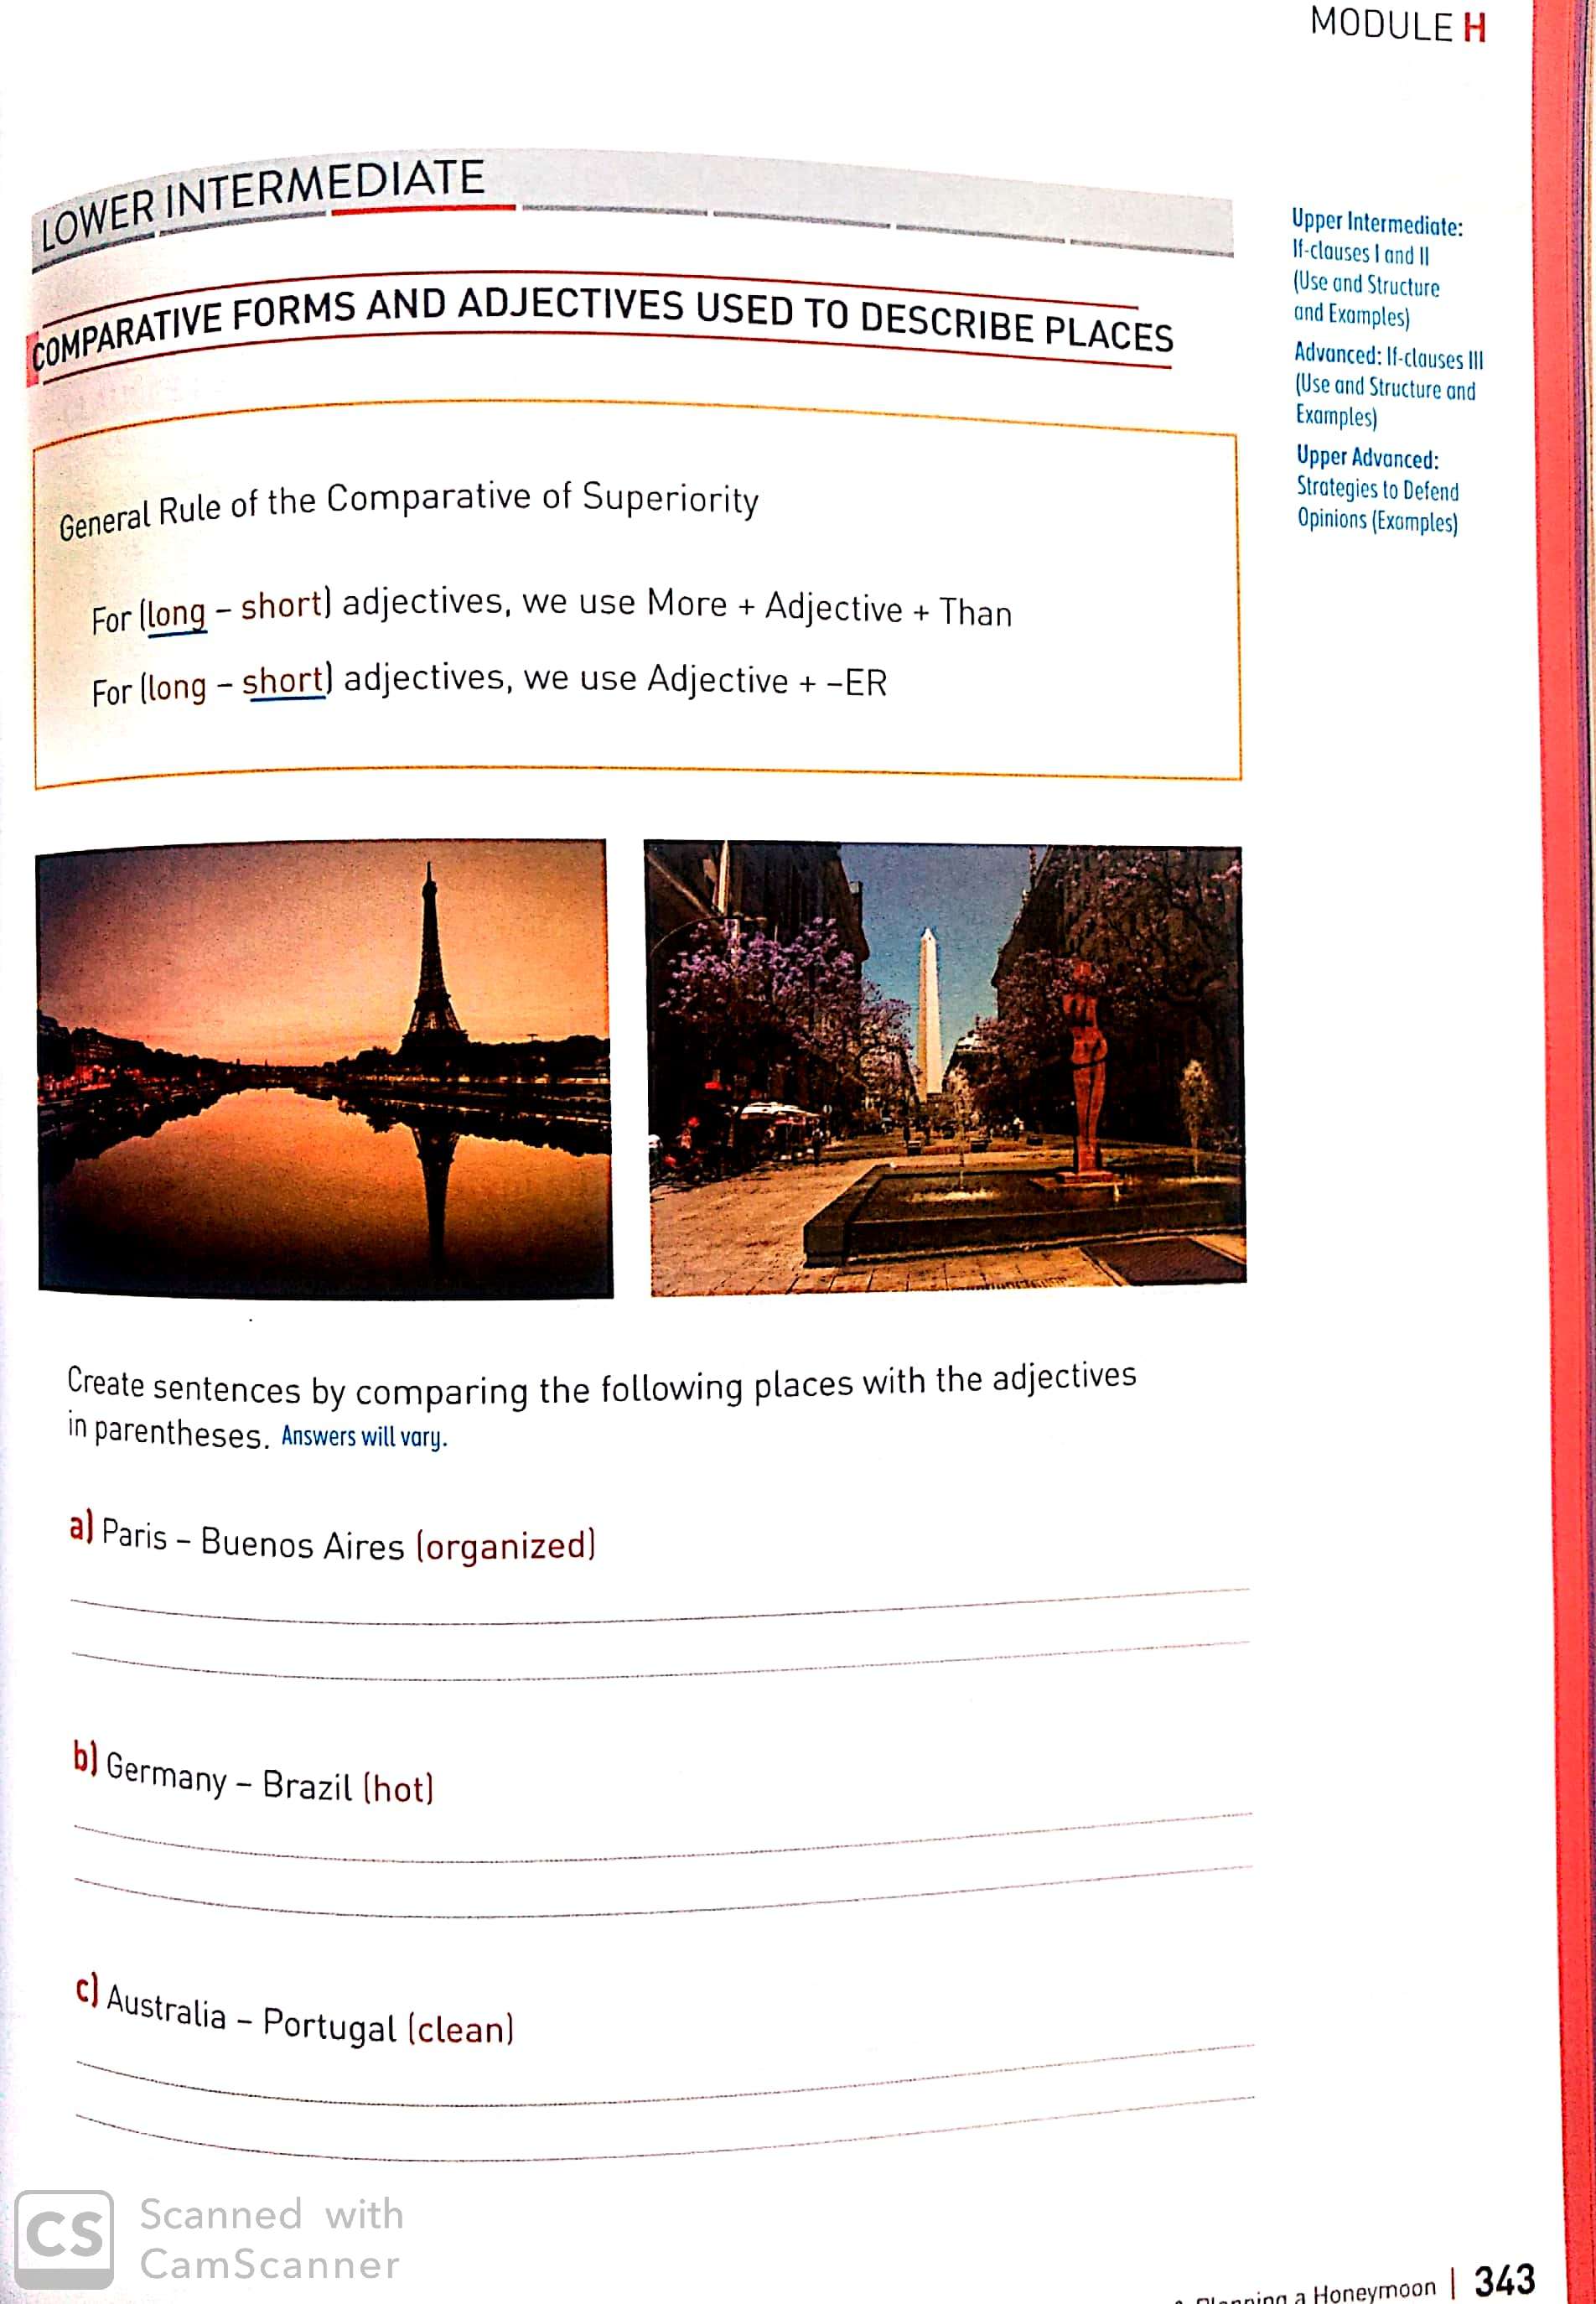 MODULE H
LOWER INTERMEDIATE
COMPARATIVE FORMS AND ADJECTIVES USED TO DESCRIBE PLACES
General Rule of the Comparative of Superiority
For (long – short) adjectives, we use More + Adjective + Than
For (long – short) adjectives, we use Adjective + –ER
Upper Intermediate:
If-clauses I and II
(Use and Structure
and Examples)
Advanced: If-clauses III
(Use and Structure and
Examples)
Upper Advanced:
Strategies to Defend
Opinions (Examples)
Create sentences by comparing the following places with the adjectives
in parentheses. Answers will vary.
a) Paris – Buenos Aires (organized)
b) Germany – Brazil (hot)
c) Australia – Portugal (clean)
CS Scanned with
CamScanner
Planning a Honeymoon | 343